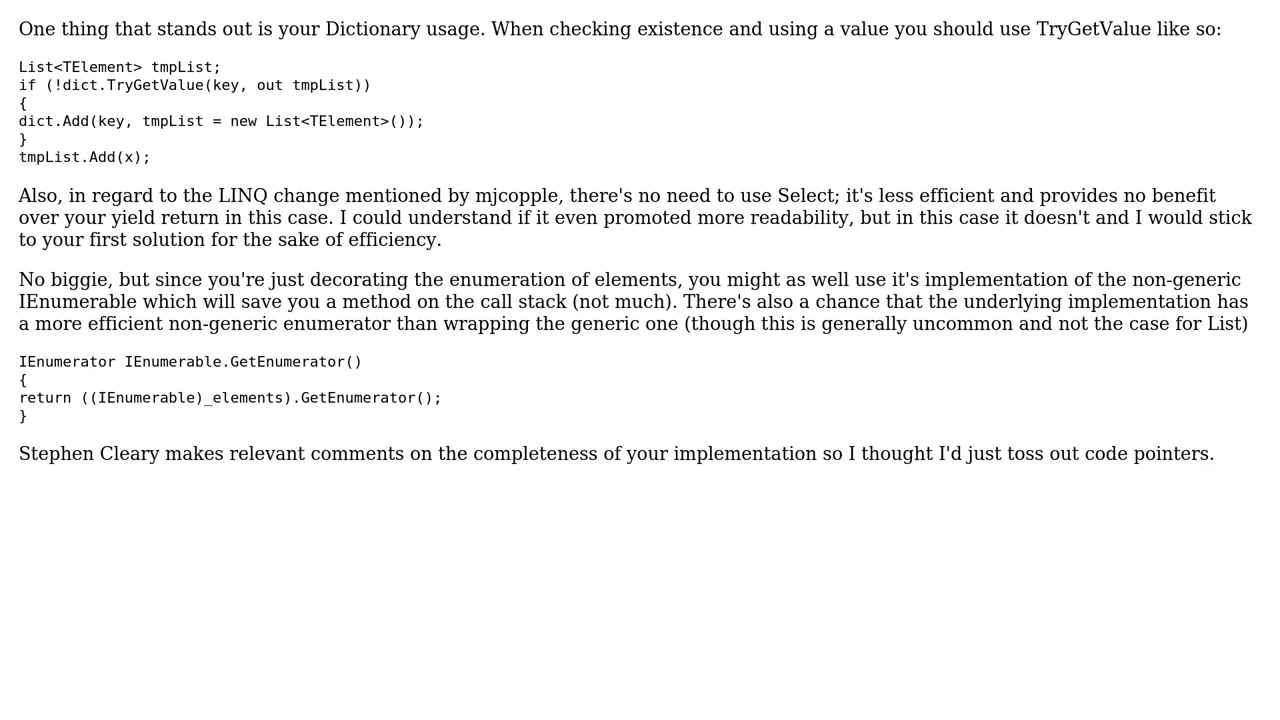 One thing that stands out is your Dictionary usage. When checking existence and using a value you should use TryGetValue like so:
List<TElement> tmpList;
if (!dict.TryGetValue(key, out tmpList))
{
dict.Add(key, tmpList = new List<TElement>());
}
tmpList.Add(x);
Also, in regard to the LINQ change mentioned by mjcopple, there's no need to use Select; it's less efficient and provides no benefit
over your yield return in this case. I could understand if it even promoted more readability, but in this case it doesn't and I would stick
to your first solution for the sake of efficiency.
No biggie, but since you're just decorating the enumeration of elements, you might as well use it's implementation of the non-generic
IEnumerable which will save you a method on the call stack (not much). There's also a chance that the underlying implementation has
a more efficient non-generic enumerator than wrapping the generic one (though this is generally uncommon and not the case for List)
IEnumerator IEnumerable.GetEnumerator()
{
return ((IEnumerable)_elements).GetEnumerator();
}
Stephen Cleary makes relevant comments on the completeness of your implementation so I thought I'd just toss out code pointers.